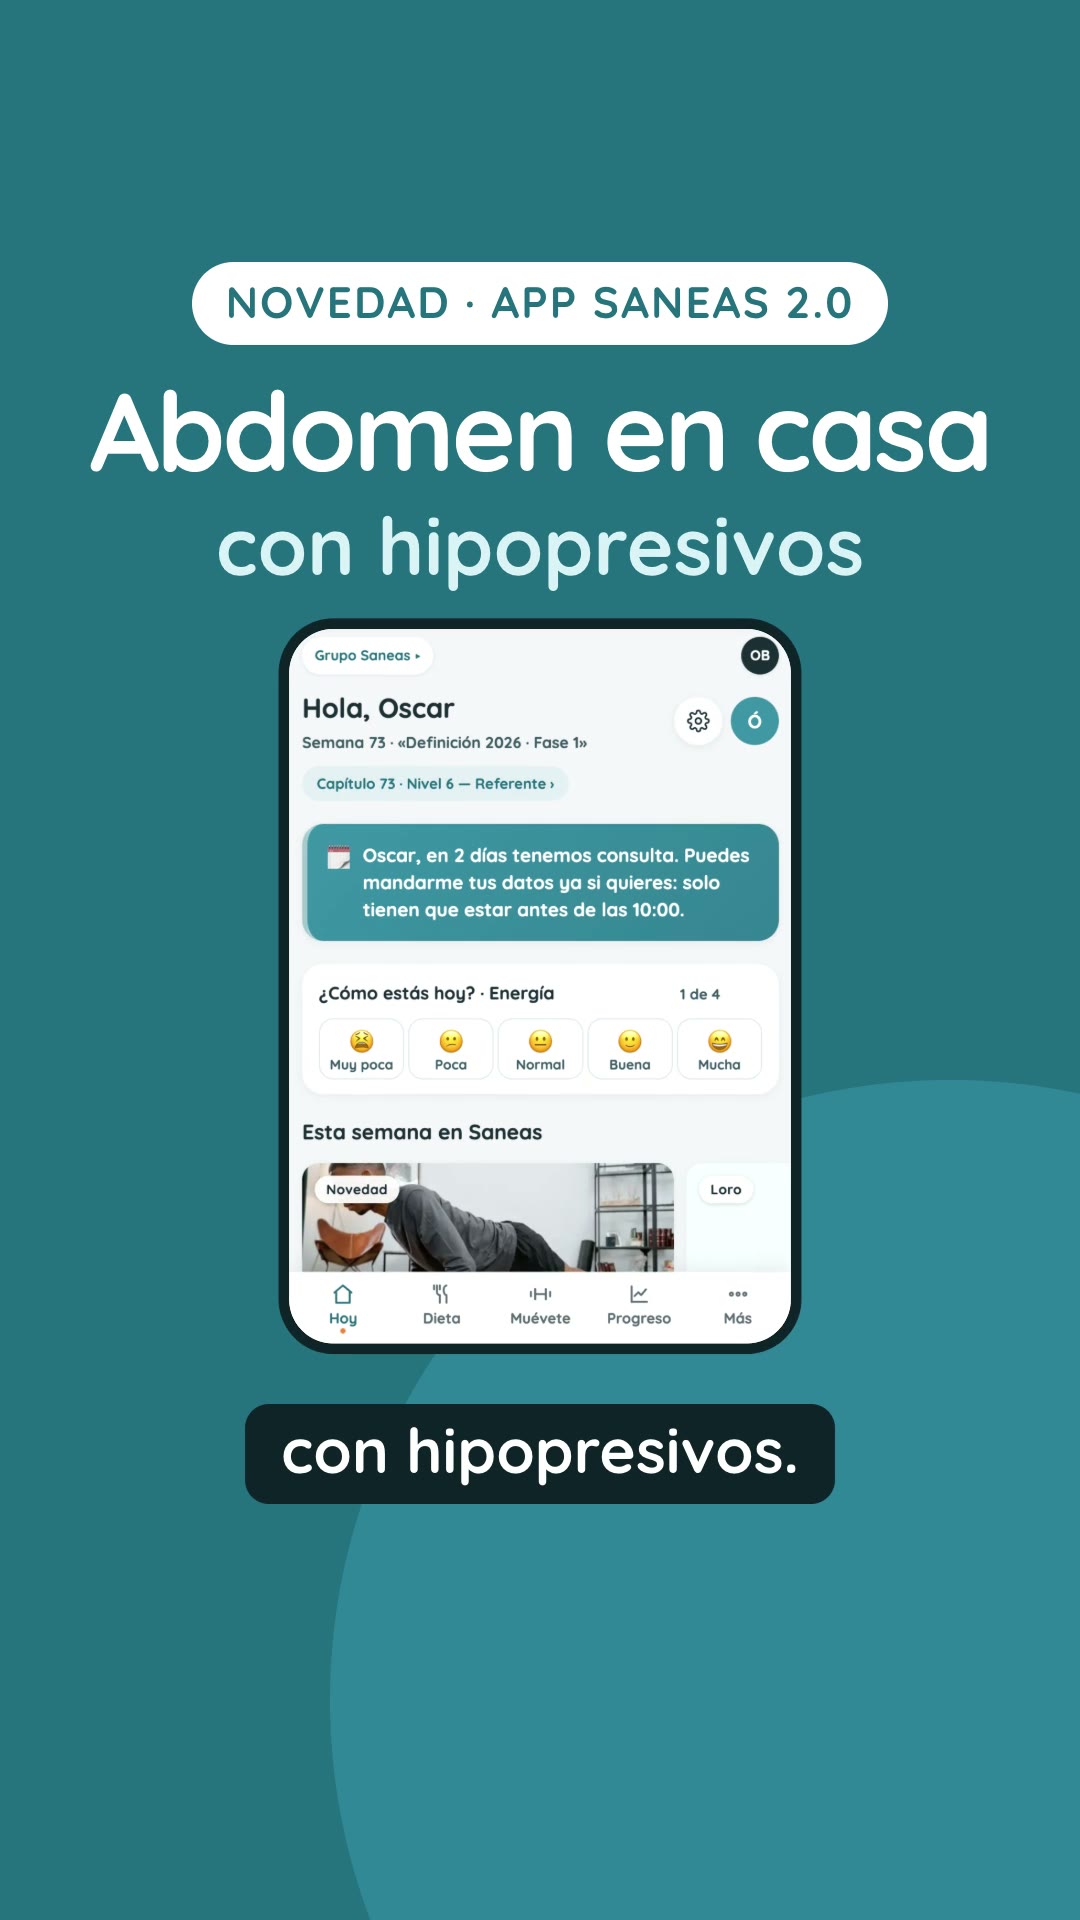 NOVEDAD · APP SANEAS 2.0
Abdomen en casa
con hipopresivos
Grupo Saneas ▸
OB
Hola, Oscar
Ó
Semana 73 · «Definición 2026 · Fase 1»
Capítulo 73 · Nivel 6 — Referente ›
Oscar, en 2 días tenemos consulta. Puedes
mandarme tus datos ya si quieres: solo
tienen que estar antes de las 10:00.
¿Cómo estás hoy? · Energía
1 de 4
Muy poca
Poca
Normal
Buena
Mucha
Esta semana en Saneas
Novedad
Loro
Hoy
Dieta
Muévete
Progreso
Más
con hipopresivos.